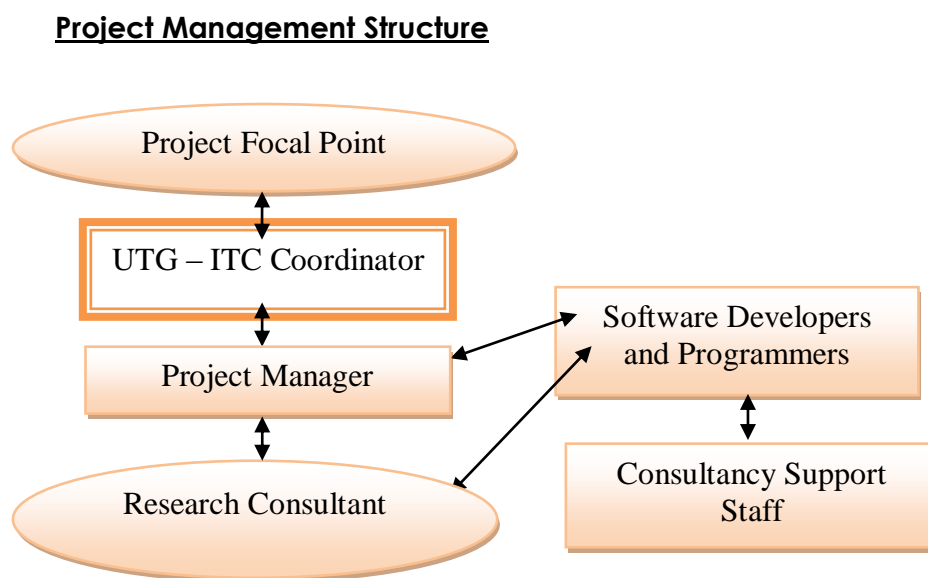 Project Management Structure
Project Focal Point
UTG – ITC Coordinator
Project Manager
Research Consultant
Software Developers
and Programmers
Consultancy Support
Staff